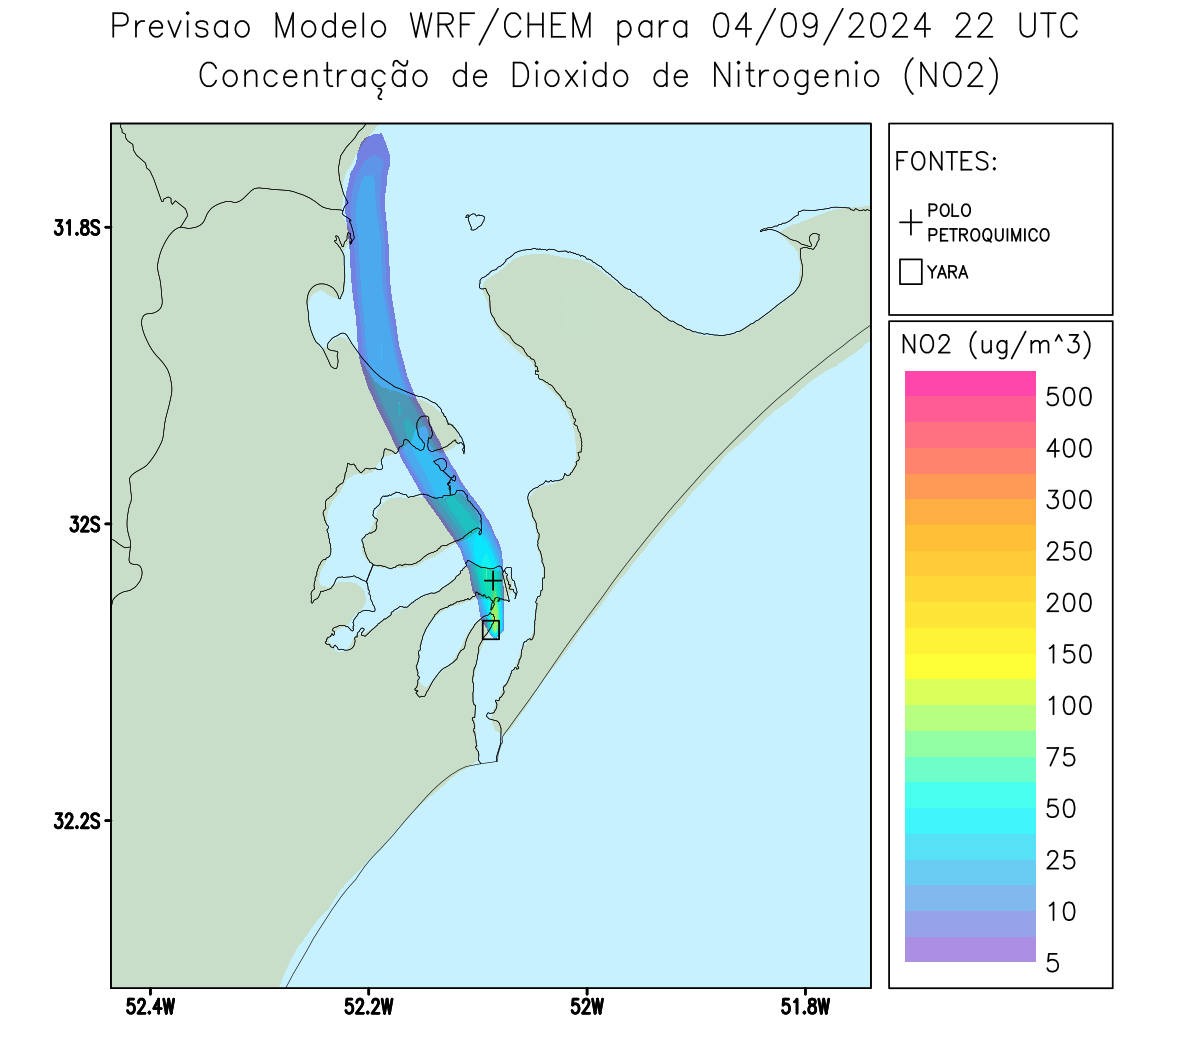 Previsao Modelo WRF/CHEM para 04/09/2024 22 UTC
Concentração de Dioxido de Nitrogenio (NO2)
FONTES:
POLO
PETROQUIMICO
YARA
NO2 (ug/m^3)
500
400
300
250
200
150
100
75
50
25
10
5
31.8S
32S
32.2S
52.4W
52.2W
52W
51.8W